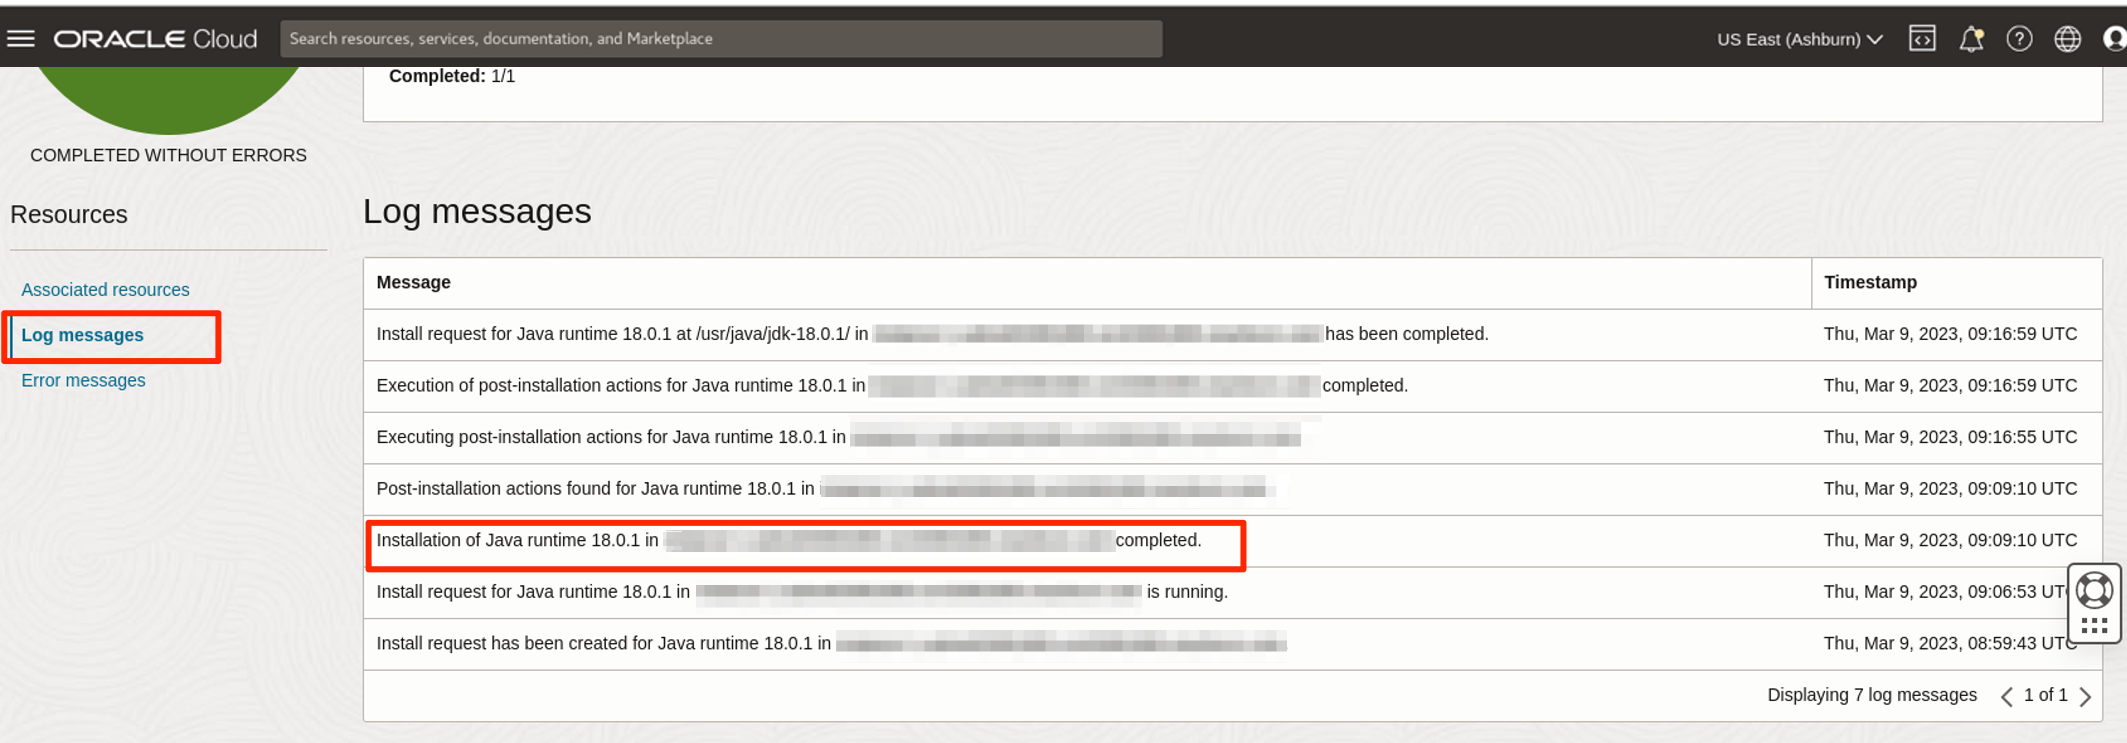 ORACLE Cloud
Search resources, services, documentation, and Marketplace
US East (Ashburn)
Completed: 1/1
COMPLETED WITHOUT ERRORS
Resources
Associated resources
Log messages
Error messages
Log messages
Message Timestamp
Install request for Java runtime 18.0.1 at /usr/java/jdk-18.0.1/ in has been completed. Thu, Mar 9, 2023, 09:16:59 UTC
Execution of post-installation actions for Java runtime 18.0.1 in completed. Thu, Mar 9, 2023, 09:16:59 UTC
Executing post-installation actions for Java runtime 18.0.1 in Thu, Mar 9, 2023, 09:16:55 UTC
Post-installation actions found for Java runtime 18.0.1 in Thu, Mar 9, 2023, 09:09:10 UTC
Installation of Java runtime 18.0.1 in completed. Thu, Mar 9, 2023, 09:09:10 UTC
Install request for Java runtime 18.0.1 in is running. Thu, Mar 9, 2023, 09:06:53 UTC
Install request has been created for Java runtime 18.0.1 in Thu, Mar 9, 2023, 08:59:43 UTC
Displaying 7 log messages 1 of 1